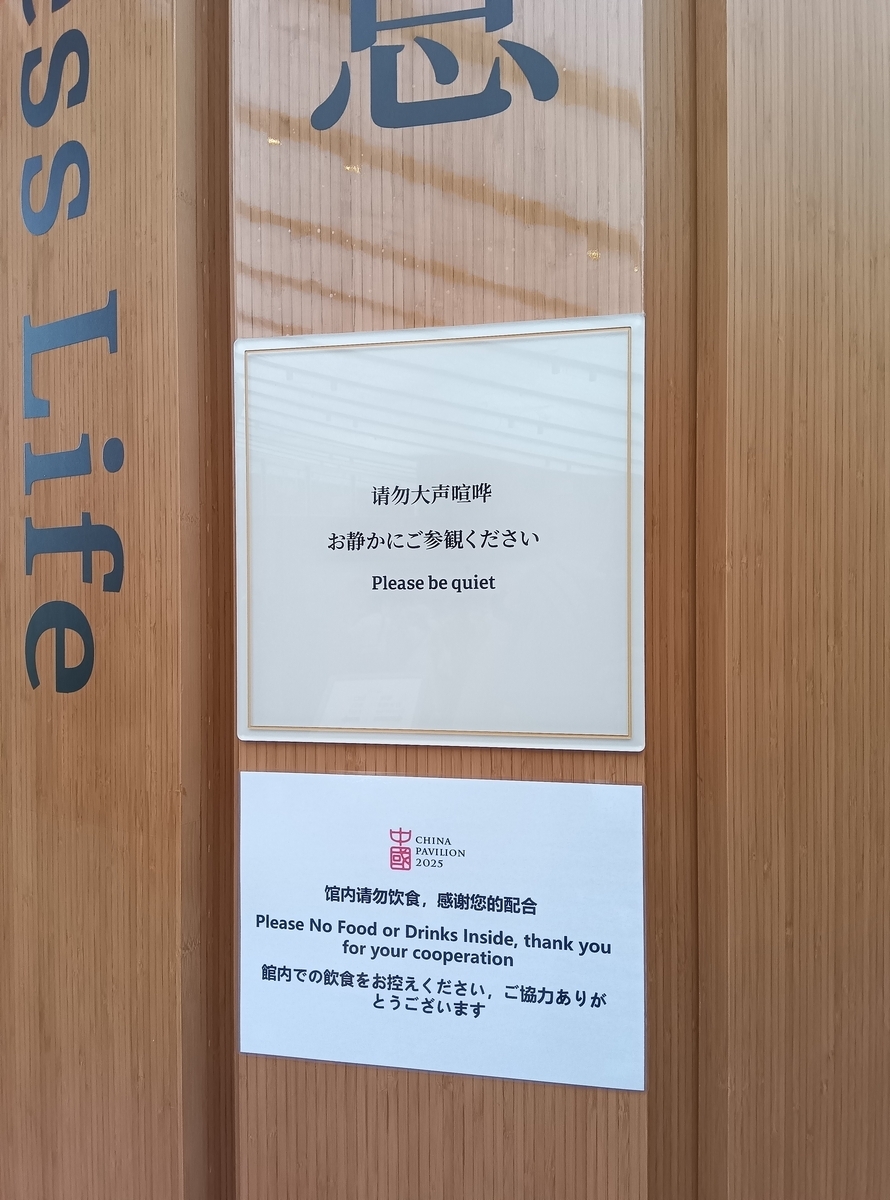 ess Life
息
请勿大声喧哗
お静かにご参観ください
Please be quiet
中國
CHINA
PAVILION
2025
馆内请勿饮食，感谢您的配合
Please No Food or Drinks Inside, thank you
for your cooperation
館内での飲食をお控えください，ご協力ありが
とうございます